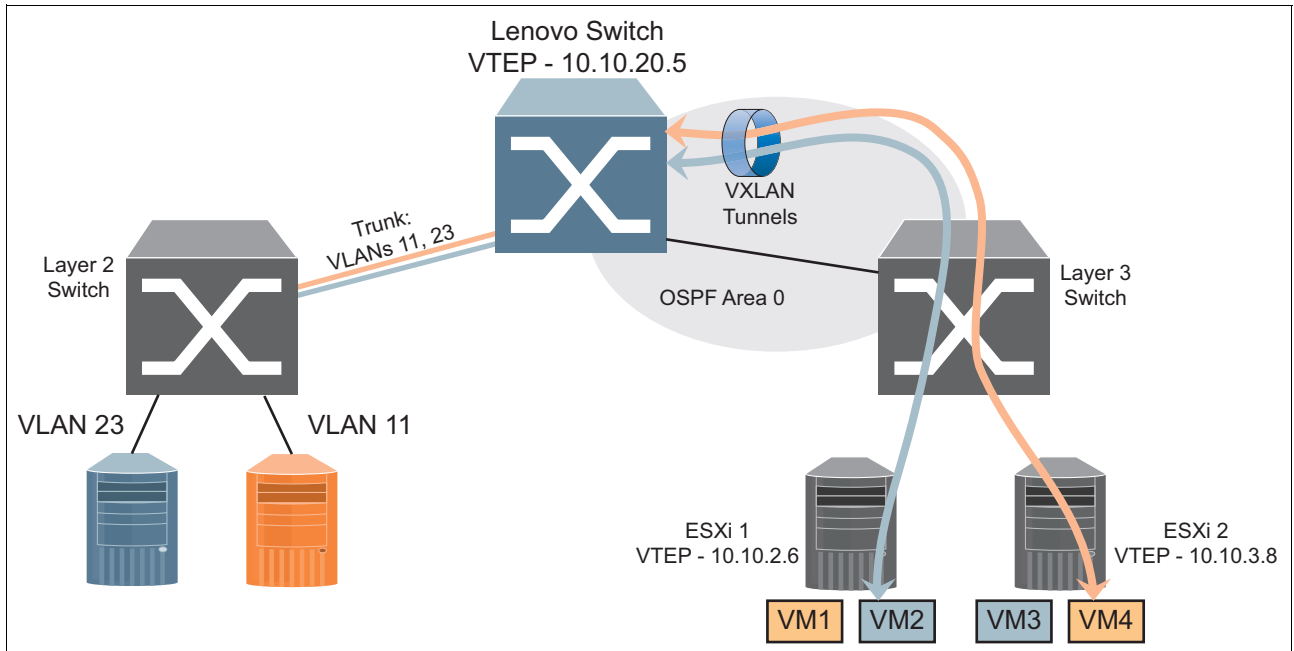 Lenovo Switch
VTEP - 10.10.20.5
VXLAN
Tunnels
Trunk:
VLANs 11, 23
Layer 2
Switch
OSPF Area 0
Layer 3
Switch
VLAN 23
VLAN 11
ESXi 1
VTEP - 10.10.2.6
ESXi 2
VTEP - 10.10.3.8
VM1
VM2
VM3
VM4